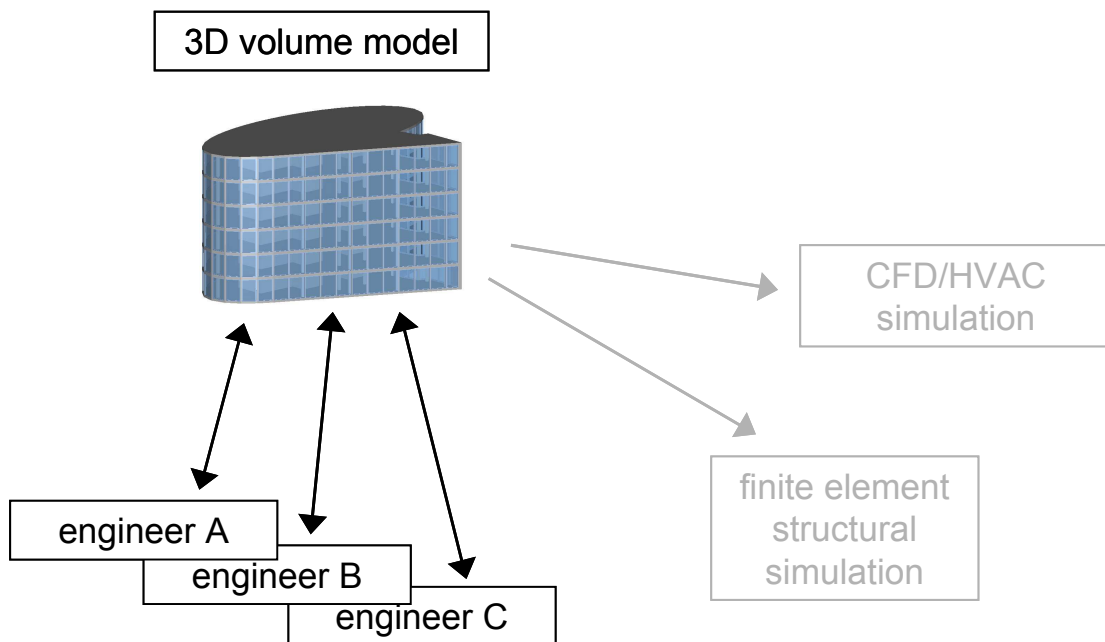 3D volume model
CFD/HVAC
simulation
finite element
structural
simulation
engineer A
engineer B
engineer C